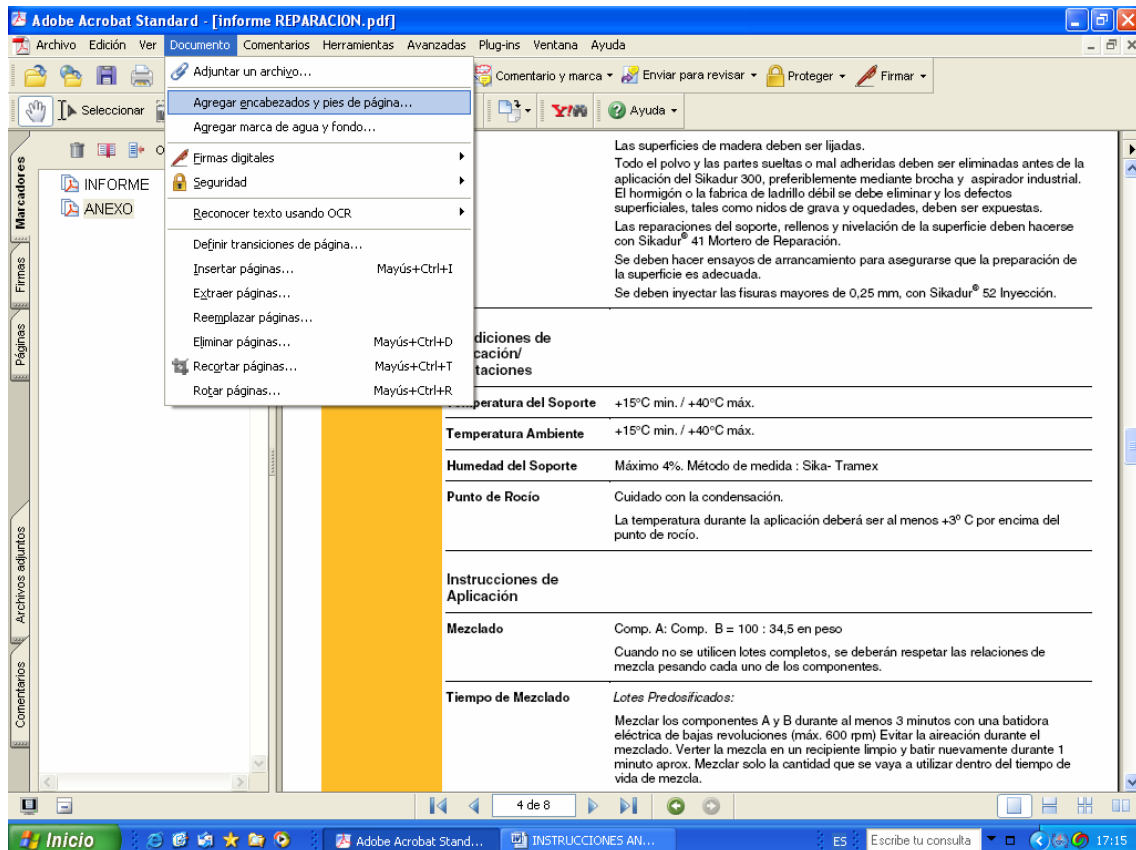 Adobe Acrobat Standard - [informe REPARACION.pdf]
Archivo Edición Ver Documento Comentarios Herramientas Avanzadas Plug-ins Ventana Ayuda
Comentario y marca Enviar para revisar Proteger Firmar
Seleccionar Y! Ayuda
Adjuntar un archivo...
Agregar encabezados y pies de página...
Agregar marca de agua y fondo...
Firmas digitales
Seguridad
Reconocer texto usando OCR
Definir transiciones de página...
Insertar páginas... Mayús+Ctrl+I
Extraer páginas...
Reemplazar páginas...
Eliminar páginas... Mayús+Ctrl+D
Recortar páginas... Mayús+Ctrl+T
Rotar páginas... Mayús+Ctrl+R
Marcadores
Firmas
Páginas
Archivos adjuntos
Comentarios
INFORME
ANEXO
Las superficies de madera deben ser lijadas.
Todo el polvo y las partes sueltas o mal adheridas deben ser eliminadas antes de la
aplicación del Sikadur 300, preferiblemente mediante brocha y aspirador industrial.
El hormigón o la fabrica de ladrillo débil se debe eliminar y los defectos
superficiales, tales como nidos de grava y oquedades, deben ser expuestas.
Las reparaciones del soporte, rellenos y nivelación de la superficie deben hacerse
con Sikadur® 41 Mortero de Reparación.
Se deben hacer ensayos de arrancamiento para asegurarse que la preparación de
la superficie es adecuada.
Se deben inyectar las fisuras mayores de 0,25 mm, con Sikadur® 52 Inyección.
diciones de
cación/
taciones
peratura del Soporte +15°C min. / +40°C máx.
Temperatura Ambiente +15°C min. / +40°C máx.
Humedad del Soporte Máximo 4%. Método de medida : Sika- Tramex
Punto de Rocío Cuidado con la condensación.
La temperatura durante la aplicación deberá ser al menos +3º C por encima del
punto de rocío.
Instrucciones de
Aplicación
Mezclado Comp. A: Comp. B = 100 : 34,5 en peso
Cuando no se utilicen lotes completos, se deberán respetar las relaciones de
mezcla pesando cada uno de los componentes.
Tiempo de Mezclado Lotes Predosificados:
Mezclar los componentes A y B durante al menos 3 minutos con una batidora
eléctrica de bajas revoluciones (máx. 600 rpm) Evitar la aireación durante el
mezclado. Verter la mezcla en un recipiente limpio y batir nuevamente durante 1
minuto aprox. Mezclar solo la cantidad que se vaya a utilizar dentro del tiempo de
vida de mezcla.
4 de 8
Inicio Adobe Acrobat Stand... INSTRUCCIONES AN... ES Escribe tu consulta 17:15